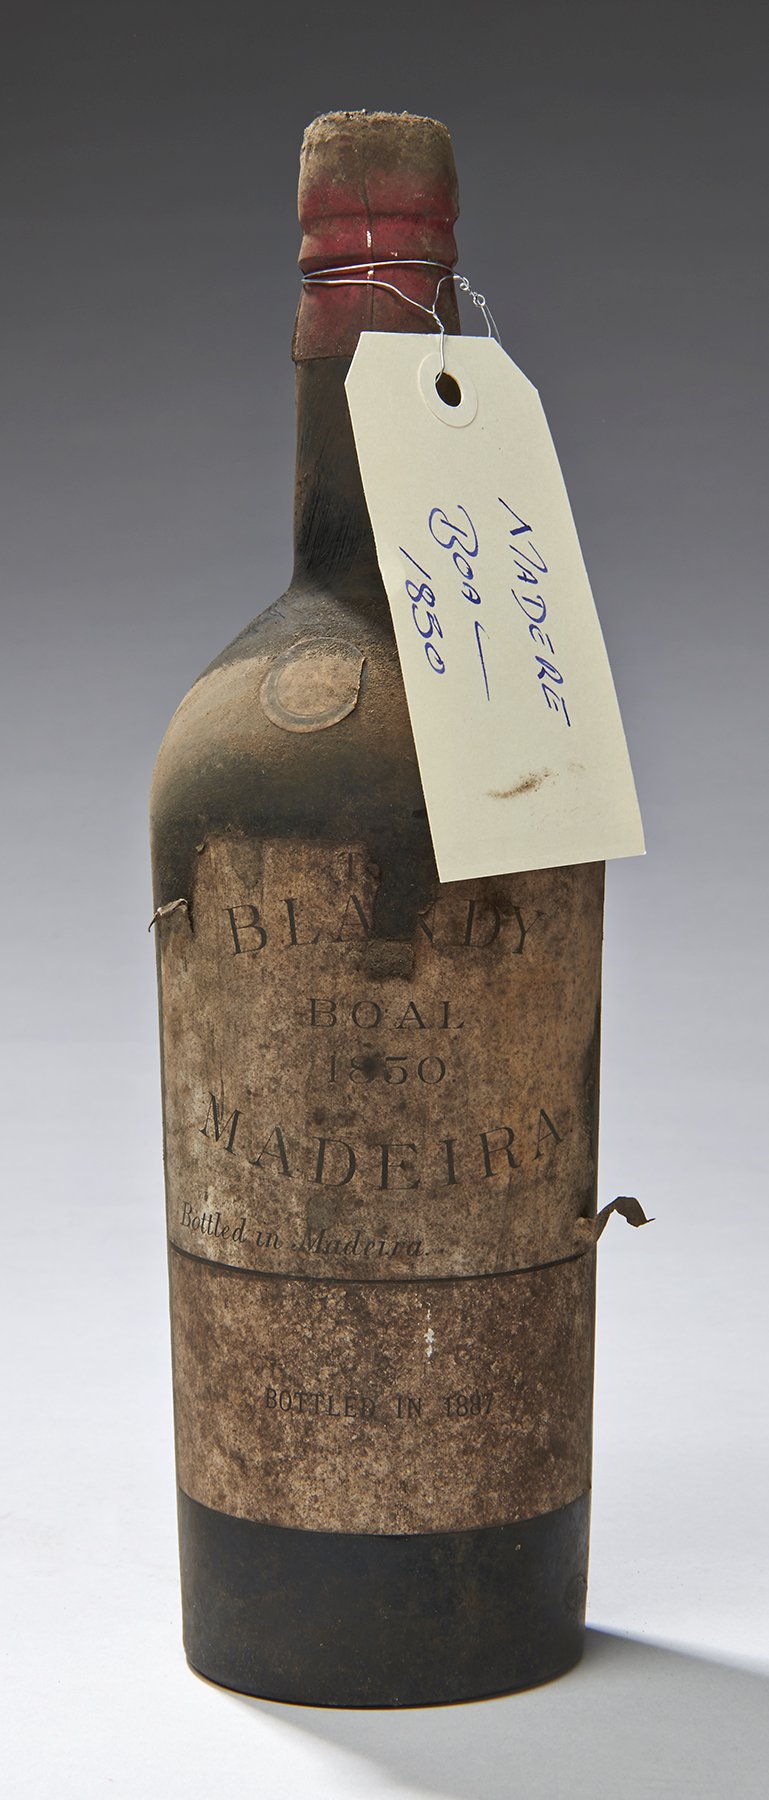 MADERE
BOAL
1850
BLANDY
BOAL
1850
MADEIRA
Bottled in Madeira.
BOTTLED IN 1887